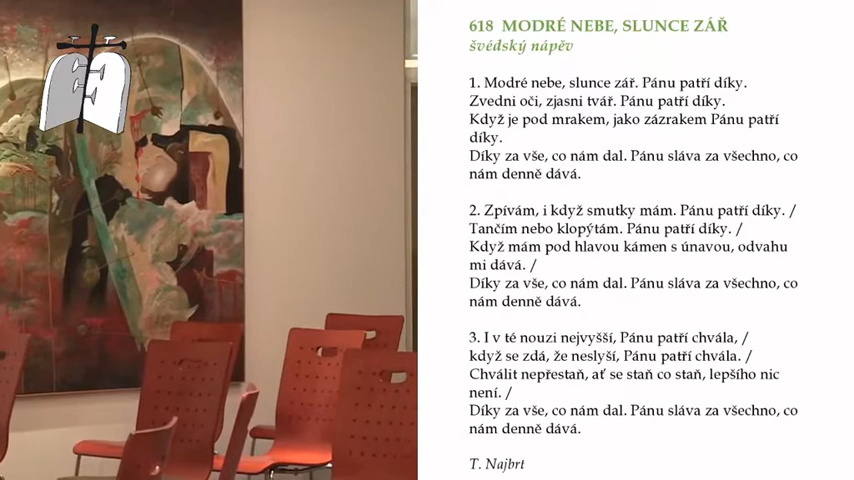 618 MODRÉ NEBE, SLUNCE ZÁŘ
švédský nápěv
1. Modré nebe, slunce zář. Pánu patří díky.
Zvedni oči, zjasni tvář. Pánu patří díky.
Když je pod mrakem, jako zázrakem Pánu patří
díky.
Díky za vše, co nám dal. Pánu sláva za všechno, co
nám denně dává.
2. Zpívám, i když smutky mám. Pánu patří díky. /
Tančím nebo klopýtám. Pánu patří díky. /
Když mám pod hlavou kámen s únavou, odvahu
mi dává. /
Díky za vše, co nám dal. Pánu sláva za všechno, co
nám denně dává.
3. I v té nouzi nejvyšší, Pánu patří chvála, /
když se zdá, že neslyší, Pánu patří chvála. /
Chválit nepřestaň, ať se staň co staň, lepšího nic
není. /
Díky za vše, co nám dal. Pánu sláva za všechno, co
nám denně dává.
T. Najbrt